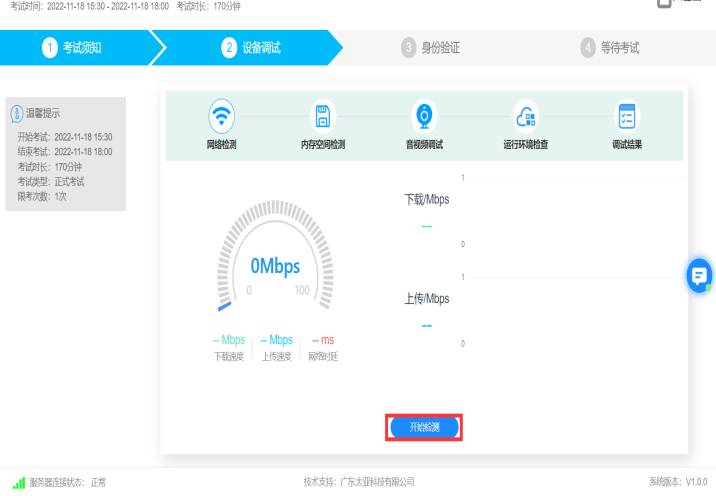 考试时间：2022-11-18 15:30 - 2022-11-18 18:00 考试时长：170分钟
1 考试须知
2 设备调试
3 身份验证
4 等待考试
温馨提示
开始考试：2022-11-18 15:30
结束考试：2022-11-18 18:00
考试时长：170分钟
考试类型：正式考试
限考次数：1次
网络检测
内存空间检测
音视频调试
运行环境检查
调试结果
0Mbps
0 100
-- Mbps
下载速度
-- Mbps
上传速度
-- ms
网络时延
下载/Mbps
--
1
0
上传/Mbps
--
1
0
开始检测
服务器连接状态： 正常
技术支持：广东太亚科技有限公司
系统版本：V1.0.0